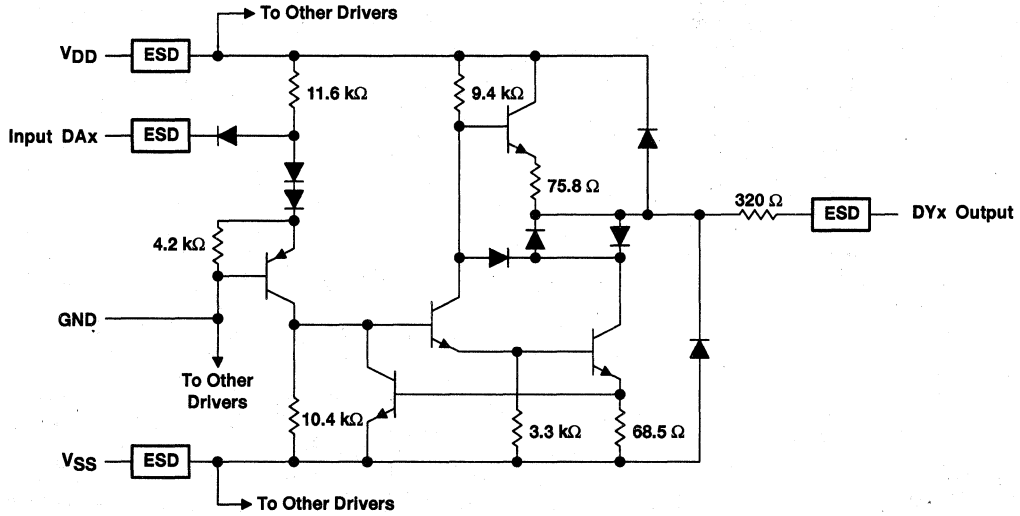 To Other Drivers
VDD
ESD
11.6 kΩ
9.4 kΩ
Input DAx
ESD
75.8 Ω
320 Ω
ESD
DYx Output
4.2 kΩ
GND
To Other
Drivers
10.4 kΩ
3.3 kΩ
68.5 Ω
VSS
ESD
To Other Drivers